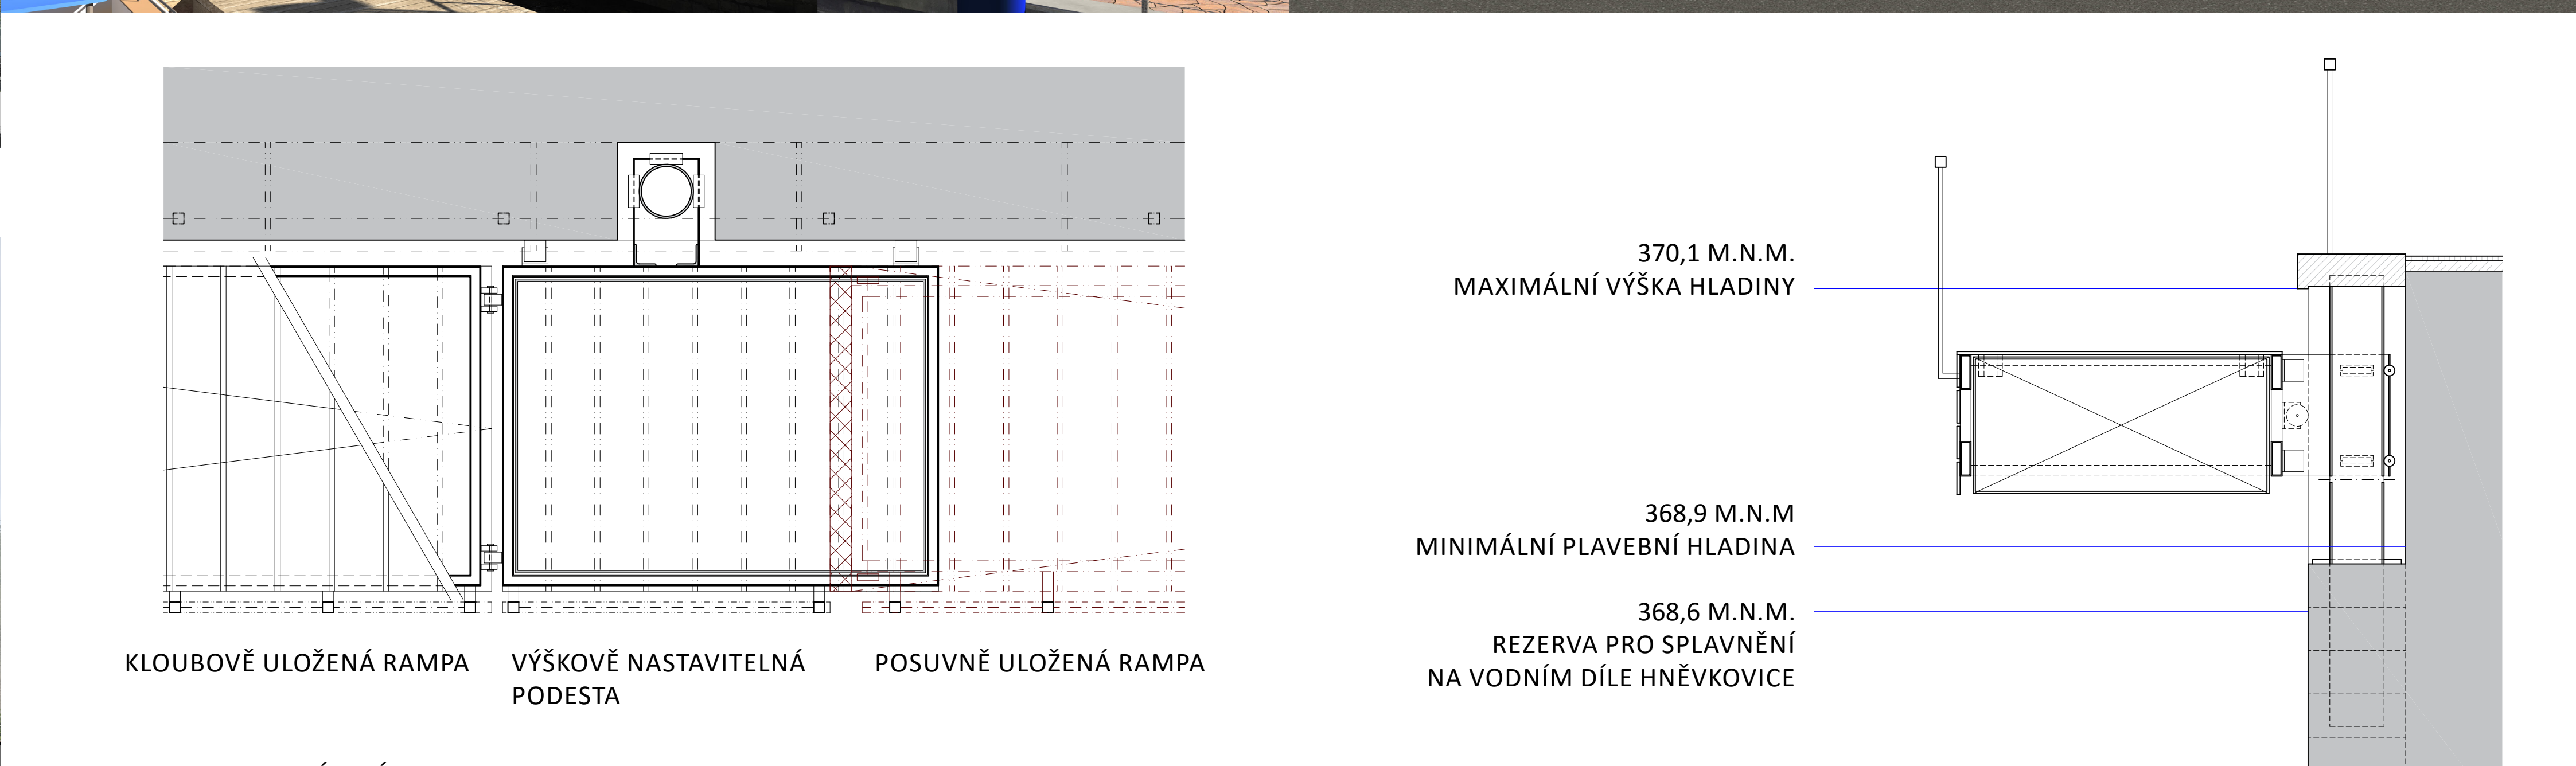 KLOUBOVĚ ULOŽENÁ RAMPA
VÝŠKOVĚ NASTAVITELNÁ
PODESTA
POSUVNĚ ULOŽENÁ RAMPA
370,1 M.N.M.
MAXIMÁLNÍ VÝŠKA HLADINY
368,9 M.N.M
MINIMÁLNÍ PLAVEBNÍ HLADINA
368,6 M.N.M.
REZERVA PRO SPLAVNĚNÍ
NA VODNÍM DÍLE HNĚVKOVICE